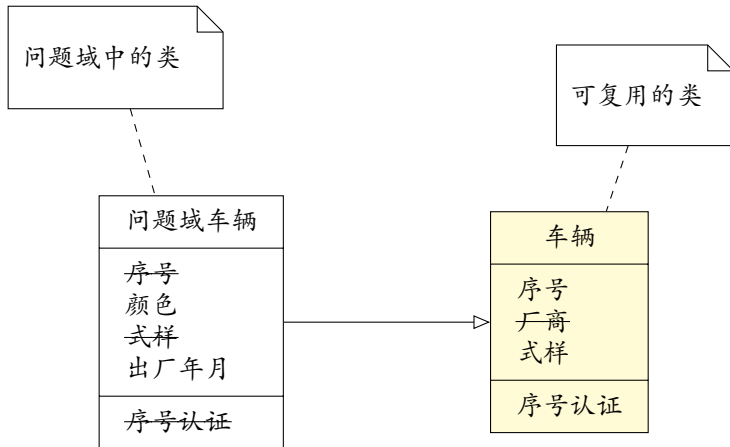 问题域中的类
可复用的类
问题域车辆
序号
颜色
式样
出厂年月
序号认证
车辆
序号
厂商
式样
序号认证